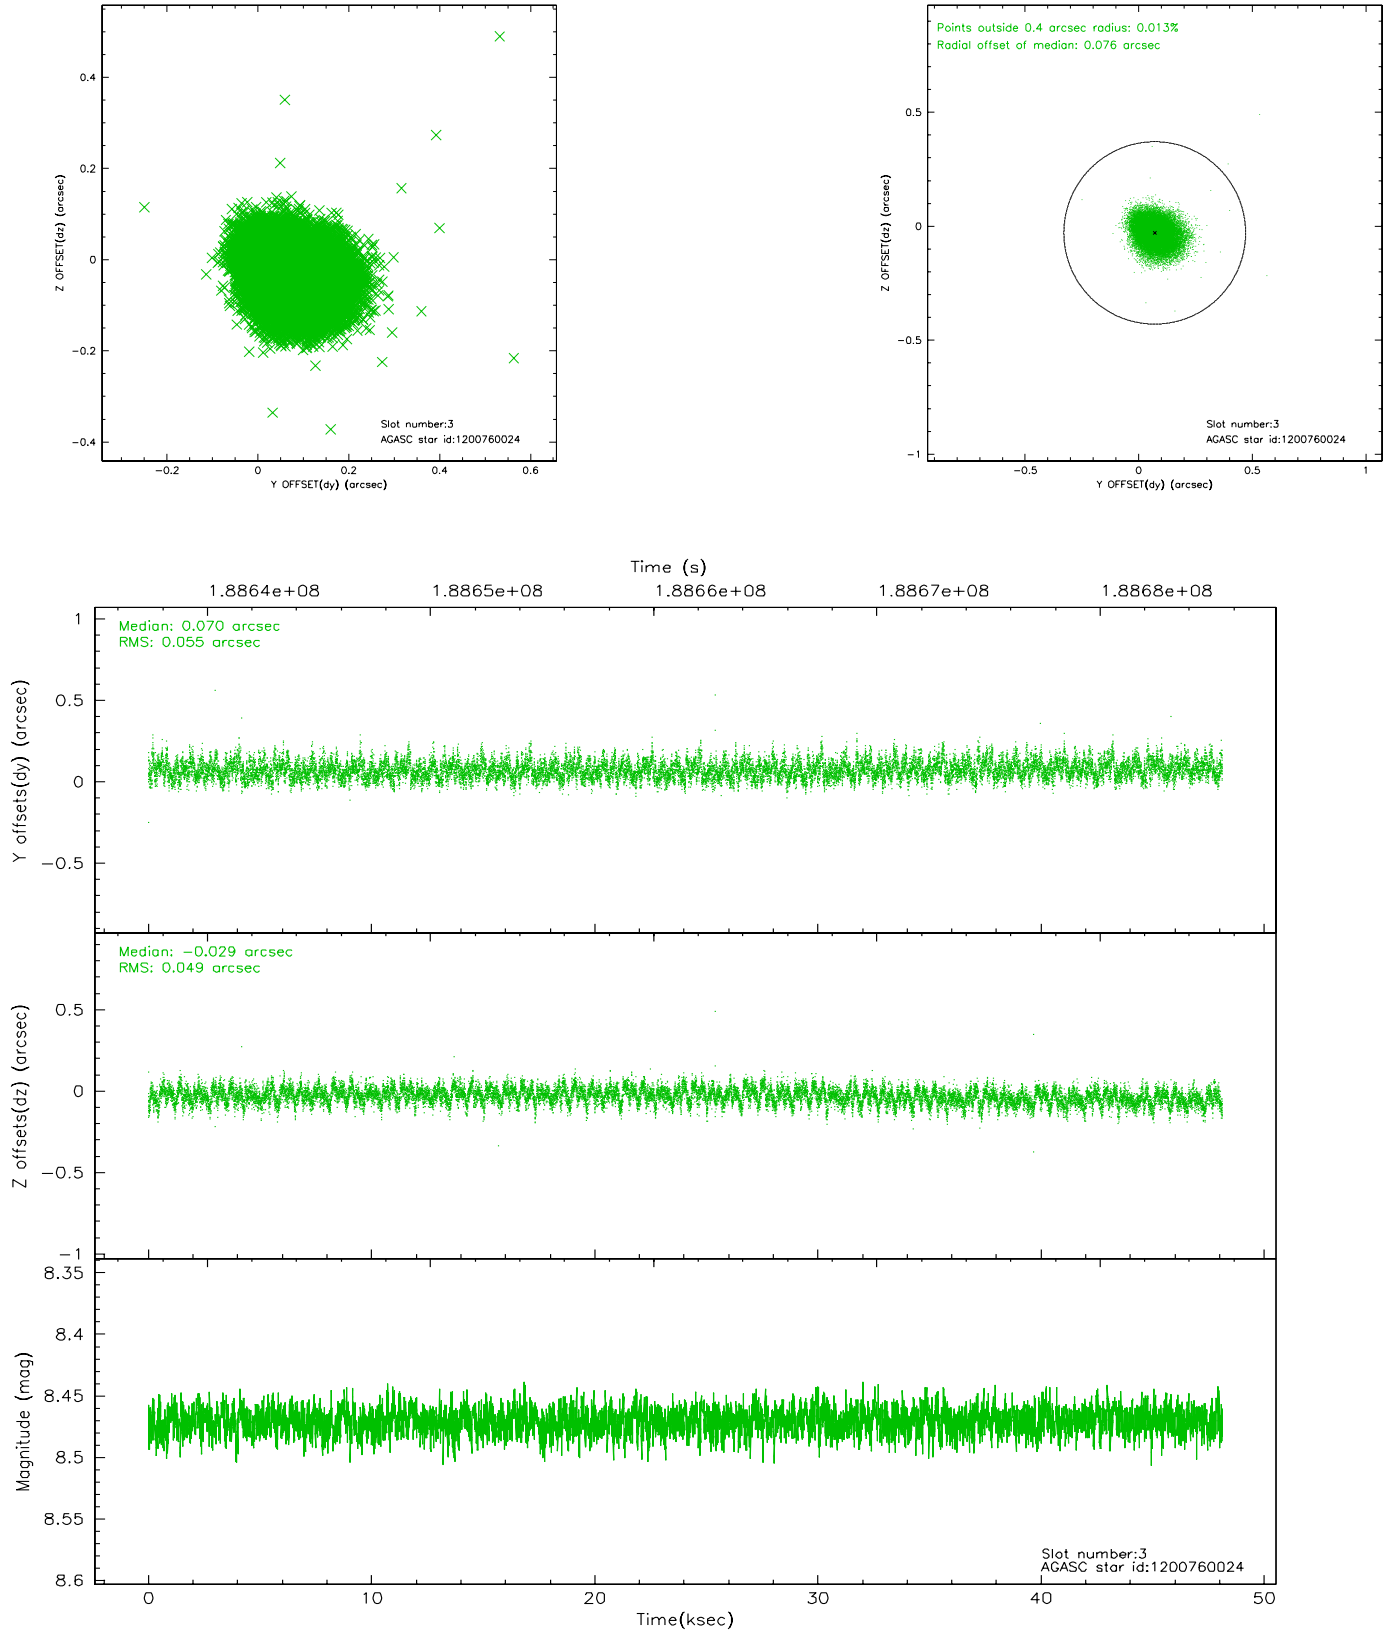 0.4
0.2
0
-0.2
-0.4
Z OFFSET(dz) (arcsec)
Slot number:3
AGASC star id:1200760024
-0.2 0 0.2 0.4 0.6
Y OFFSET(dy) (arcsec)
Points outside 0.4 arcsec radius: 0.013%
Radial offset of median: 0.076 arcsec
0.5
0
-0.5
-1
Z OFFSET(dz) (arcsec)
Slot number:3
AGASC star id:1200760024
-0.5 0 0.5 1
Y OFFSET(dy) (arcsec)
Time (s)
1.8864e+08 1.8865e+08 1.8866e+08 1.8867e+08 1.8868e+08
Median: 0.070 arcsec
RMS: 0.055 arcsec
1
0.5
0
-0.5
Y offsets(dy) (arcsec)
Median: -0.029 arcsec
RMS: 0.049 arcsec
0.5
0
-0.5
-1
Z offsets(dz) (arcsec)
8.35
8.4
8.45
8.5
8.55
8.6
Magnitude (mag)
Slot number:3
AGASC star id:1200760024
0 10 20 30 40 50
Time(ksec)